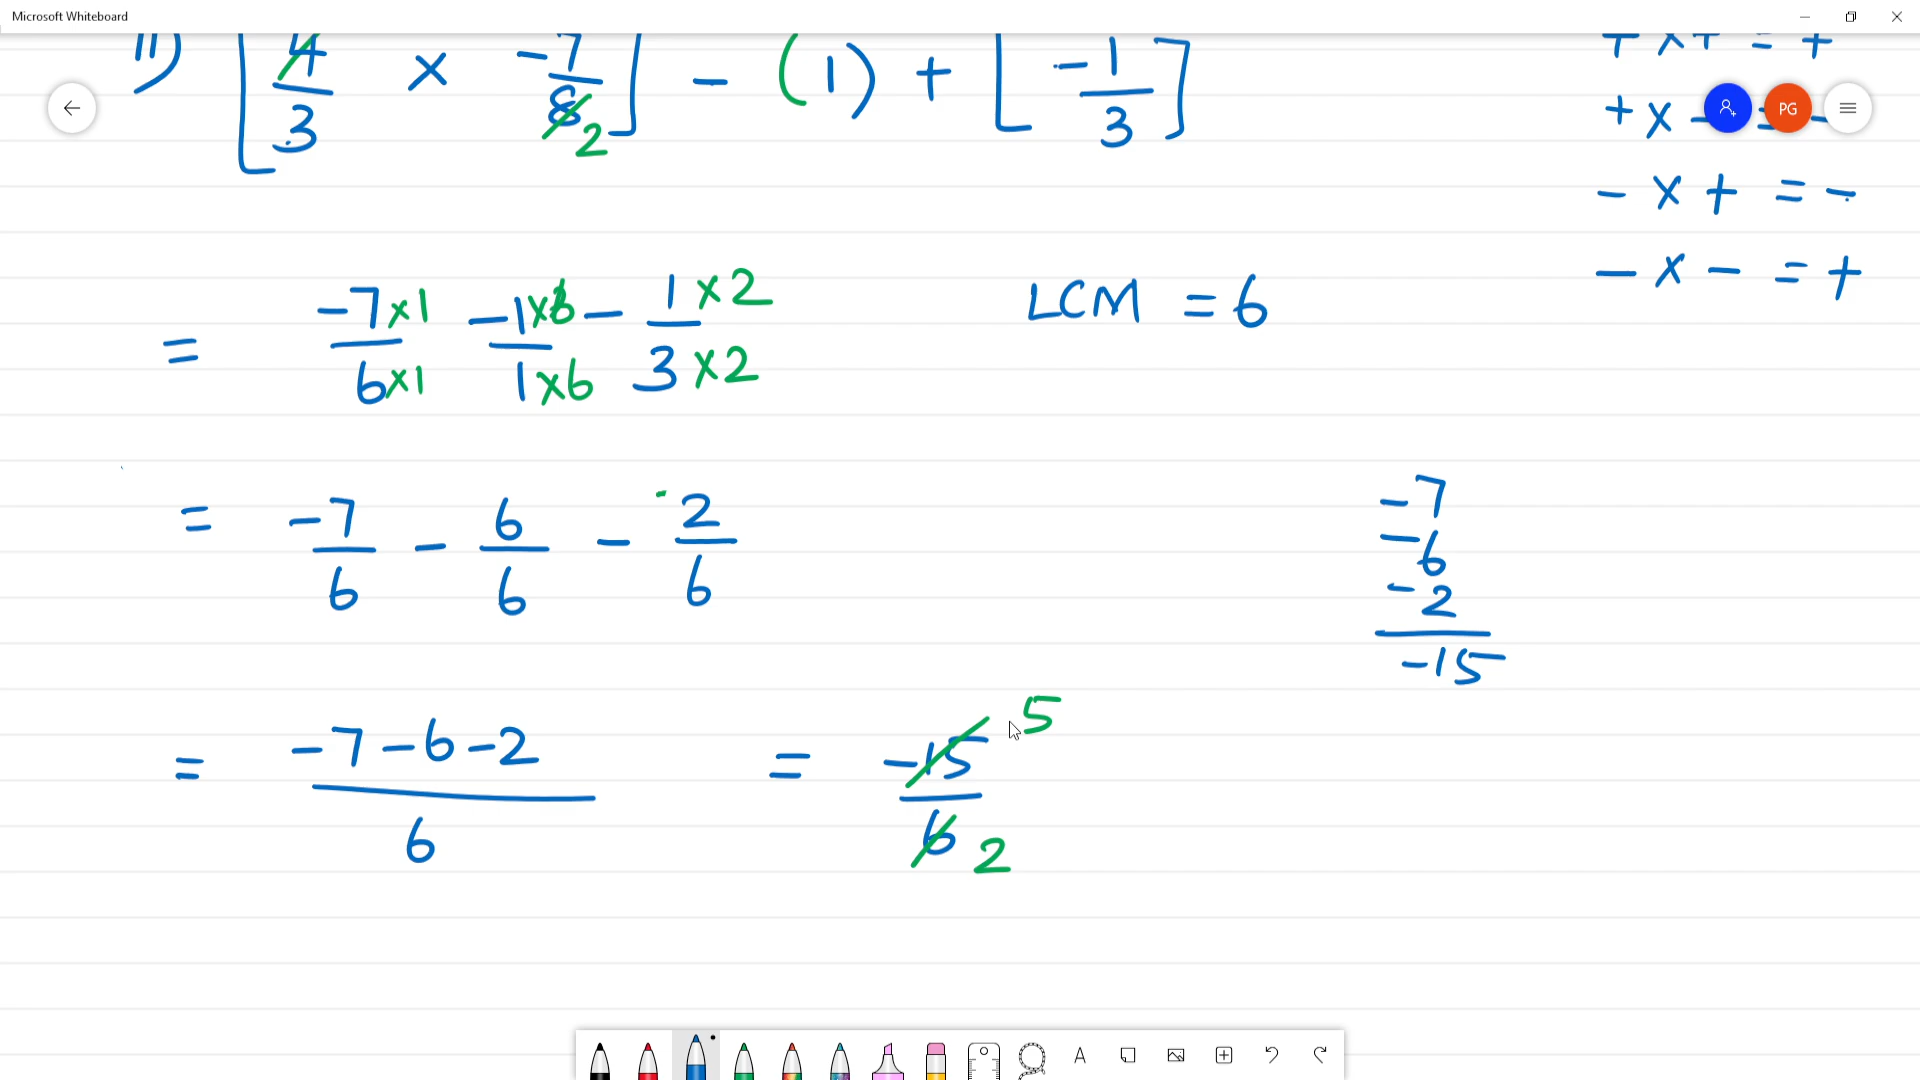 Microsoft Whiteboard
ii) [ 4/3 × -7/8 2 ] - (1) + [ -1/3 ]
+ x + = +
+ x - = -
PG
- x + = -
- x - = +
= -7×1/6×1 -1×6/1×6 - 1×2/3×2
LCM = 6
= -7/6 - 6/6 - 2/6
-7
-6
-2
-15
= -7-6-2/6 = -15/6 5 2
A